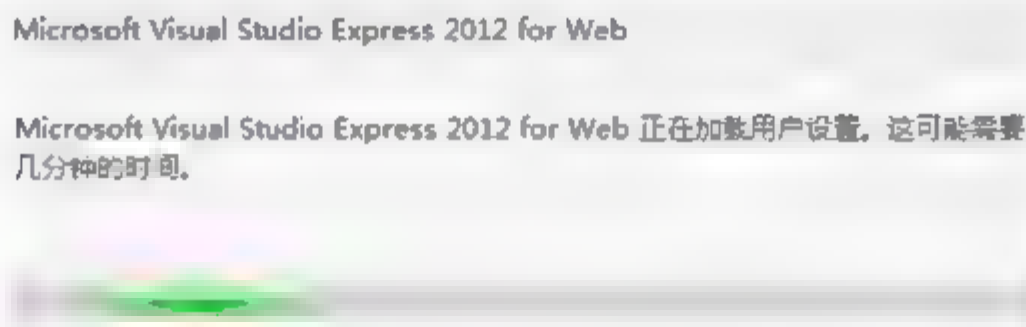 Microsoft Visual Studio Express 2012 for Web
Microsoft Visual Studio Express 2012 for Web 正在加载用户设置。这可能需要
几分钟的时间。